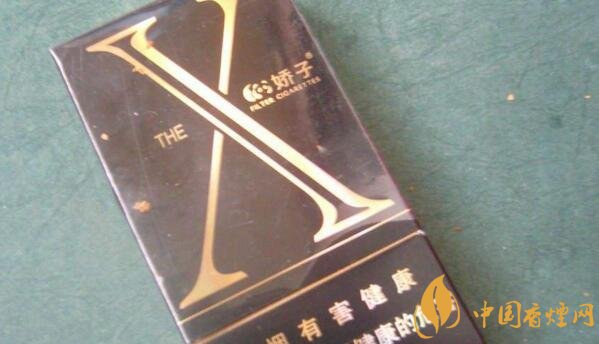 THE
X
娇子®
FILTER CIGARETTES
烟有害健康
健康的
中国香烟网